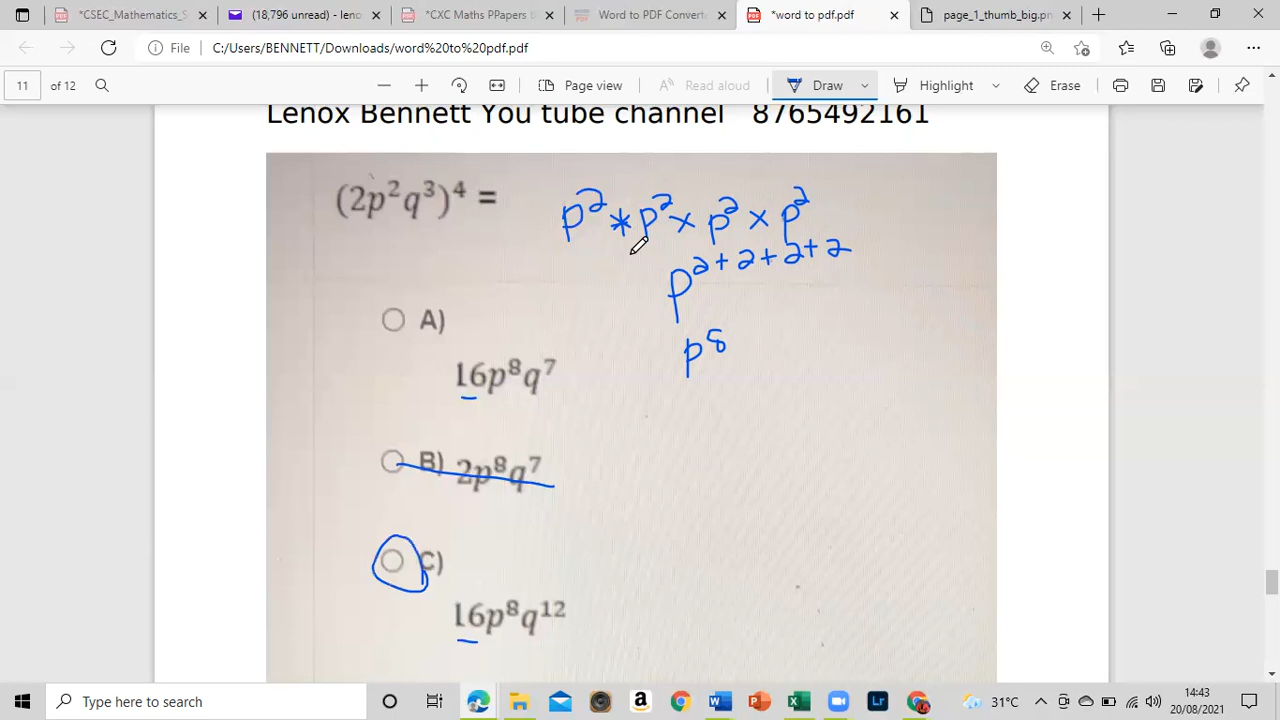 *CSEC_Mathematics_S
(18,796 unread) - leno
*CXC Math PPapers B
Word to PDF Converte
*word to pdf.pdf
page_1_thumb_big.pn
File C:/Users/BENNETT/Downloads/word%20to%20pdf.pdf
11 of 12 Page view Read aloud Draw Highlight Erase
Lenox Bennett You tube channel 8765492161
(2p²q³)⁴ =
p² * p² x p² x p²
p²⁺²⁺²⁺²
p⁸
A)
16p⁸q⁷
B) 2p⁸q⁷
C)
16p⁸q¹²
Type here to search
31°C
14:43
20/08/2021